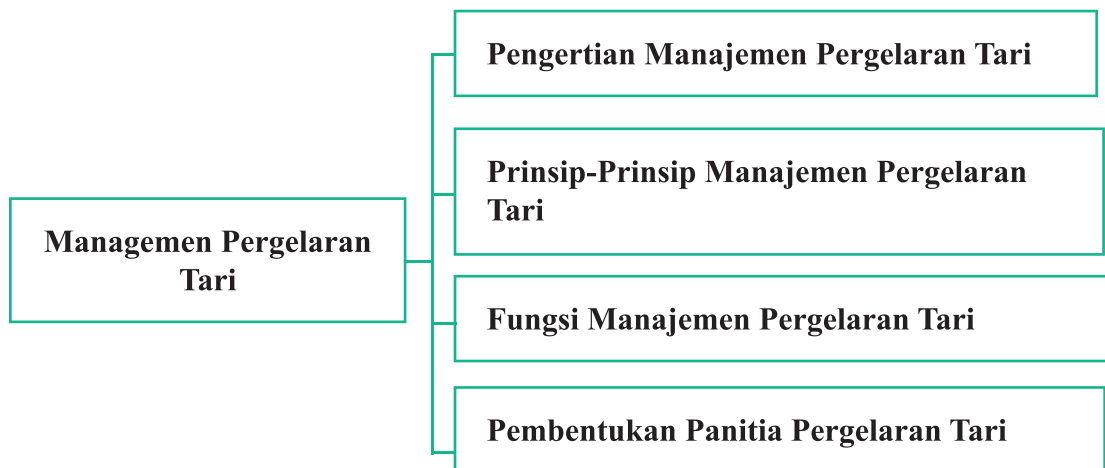 Pengertian Manajemen Pergelaran Tari
Prinsip-Prinsip Manajemen Pergelaran
Tari
Managemen Pergelaran
Tari
Fungsi Manajemen Pergelaran Tari
Pembentukan Panitia Pergelaran Tari